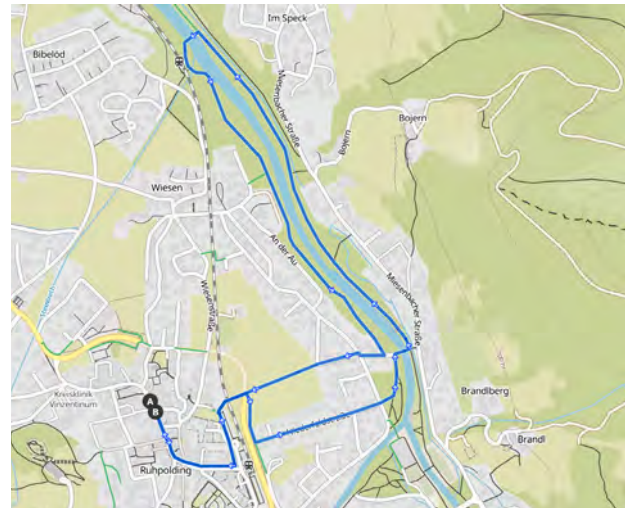 Im Speck
Bibelöd
Miesenbacher Straße
Bojern
Bojern
Wiesen
An der Au
Wiesenstraße
Miesenbacher Straße
Kreisklinik
Vinzentinum
A
B
Brandlberg
Brandl
Ruhpolding